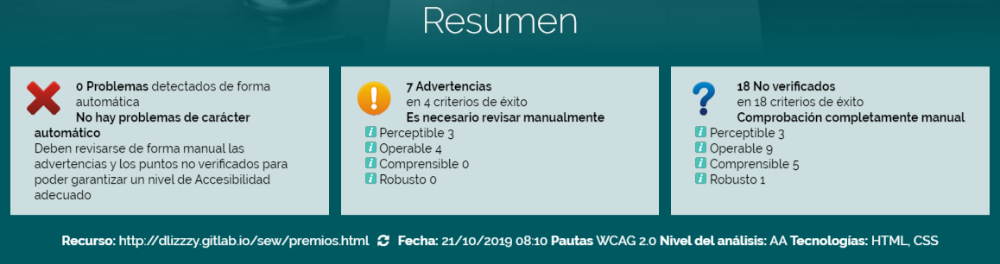 Resumen
0 Problemas detectados de forma
automática
No hay problemas de carácter
automático
Deben revisarse de forma manual las
advertencias y los puntos no verificados para
poder garantizar un nivel de Accesibilidad
adecuado
7 Advertencias
en 4 criterios de éxito
Es necesario revisar manualmente
Perceptible 3
Operable 4
Comprensible 0
Robusto 0
18 No verificados
en 18 criterios de éxito
Comprobación completamente manual
Perceptible 3
Operable 9
Comprensible 5
Robusto 1
Recurso: http://dlizzzy.gitlab.io/sew/premios.html Fecha: 21/10/2019 08:10 Pautas WCAG 2.0 Nivel del análisis: AA Tecnologías: HTML, CSS